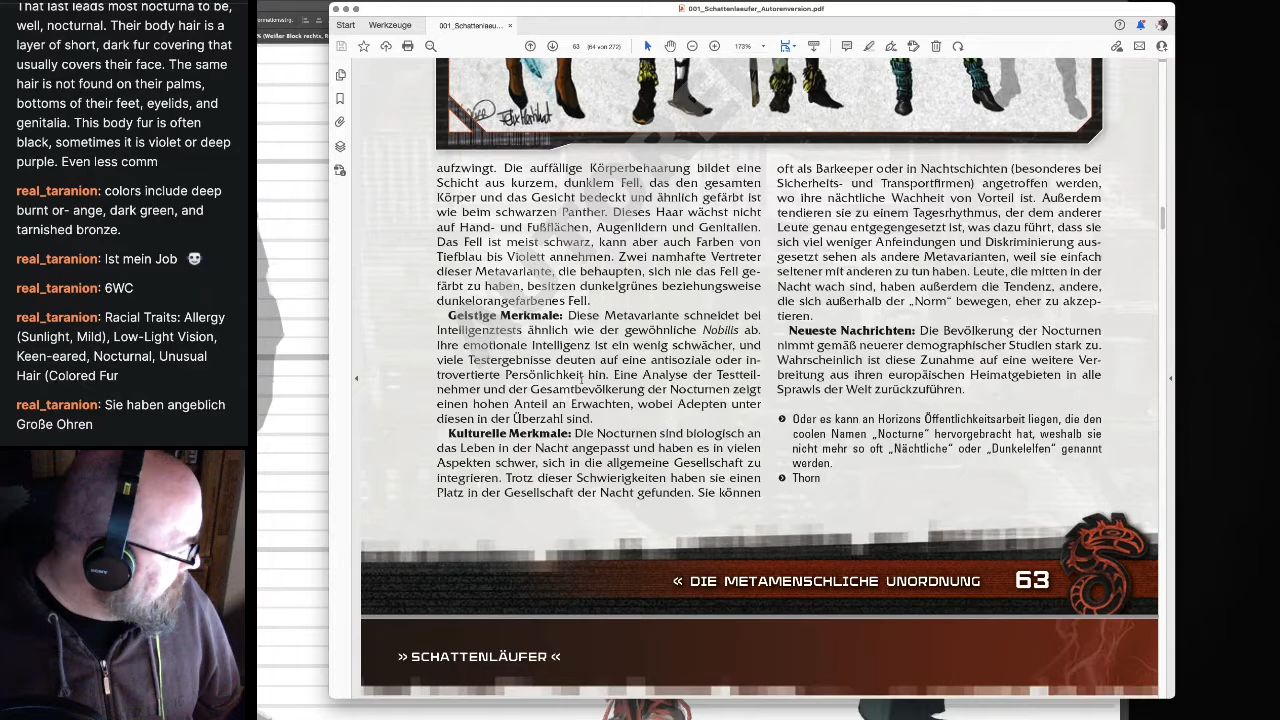 That last leads most nocturna to be,
well, nocturnal. Their body hair is a
layer of short, dark fur covering that
usually covers their face. The same
hair is not found on their palms,
bottoms of their feet, eyelids, and
genitalia. This body fur is often
black, sometimes it is violet or deep
purple. Even less comm
real_taranion: colors include deep
burnt or- ange, dark green, and
tarnished bronze.
real_taranion: Ist mein Job
real_taranion: 6WC
real_taranion: Racial Traits: Allergy
(Sunlight, Mild), Low-Light Vision,
Keen-eared, Nocturnal, Unusual
Hair (Colored Fur
real_taranion: Sie haben angeblich
Große Ohren
ormationsstrg.
(Weißer Block rechts, R
001_Schattenlaeufer_Autorenversion.pdf
Start
Werkzeuge
001_Schattenlaeu... ×
63
(64 von 272)
173%
SONY
aufzwingt. Die auffällige Körperbehaarung bildet eine
Schicht aus kurzem, dunklem Fell, das den gesamten
Körper und das Gesicht bedeckt und ähnlich gefärbt ist
wie beim schwarzen Panther. Dieses Haar wächst nicht
auf Hand- und Fußflächen, Augenlidern und Genitalien.
Das Fell ist meist schwarz, kann aber auch Farben von
Tiefblau bis Violett annehmen. Zwei namhafte Vertreter
dieser Metavariante, die behaupten, sich nie das Fell ge-
färbt zu haben, besitzen dunkelgrünes beziehungsweise
dunkelorangefarbenes Fell.
Geistige Merkmale: Diese Metavariante schneidet bei
Intelligenztests ähnlich wie der gewöhnliche Nobilis ab.
Ihre emotionale Intelligenz ist ein wenig schwächer, und
viele Testergebnisse deuten auf eine antisoziale oder in-
trovertierte Persönlichkeit hin. Eine Analyse der Testteil-
nehmer und der Gesamtbevölkerung der Nocturnen zeigt
einen hohen Anteil an Erwachten, wobei Adepten unter
diesen in der Überzahl sind.
Kulturelle Merkmale: Die Nocturnen sind biologisch an
das Leben in der Nacht angepasst und haben es in vielen
Aspekten schwer, sich in die allgemeine Gesellschaft zu
integrieren. Trotz dieser Schwierigkeiten haben sie einen
Platz in der Gesellschaft der Nacht gefunden. Sie können
oft als Barkeeper oder in Nachtschichten (besonders bei
Sicherheits- und Transportfirmen) angetroffen werden,
wo ihre nächtliche Wachheit von Vorteil ist. Außerdem
tendieren sie zu einem Tagesrhythmus, der dem anderer
Leute genau entgegengesetzt ist, was dazu führt, dass sie
sich viel weniger Anfeindungen und Diskriminierung aus-
gesetzt sehen als andere Metavarianten, weil sie einfach
seltener mit anderen zu tun haben. Leute, die mitten in der
Nacht wach sind, haben außerdem die Tendenz, andere,
die sich außerhalb der „Norm“ bewegen, eher zu akzep-
tieren.
Neueste Nachrichten: Die Bevölkerung der Nocturnen
nimmt gemäß neuerer demographischer Studien stark zu.
Wahrscheinlich ist diese Zunahme auf eine weitere Ver-
breitung aus ihren europäischen Heimatgebieten in alle
Sprawls der Welt zurückzuführen.
Oder es kann an Horizons Öffentlichkeitsarbeit liegen, die den
coolen Namen „Nocturne“ hervorgebracht hat, weshalb sie
nicht mehr so oft „Nächtliche“ oder „Dunkelelfen“ genannt
werden.
Thorn
« DIE METAMENSCHLICHE UNORDNUNG 63
» SCHATTENLÄUFER «